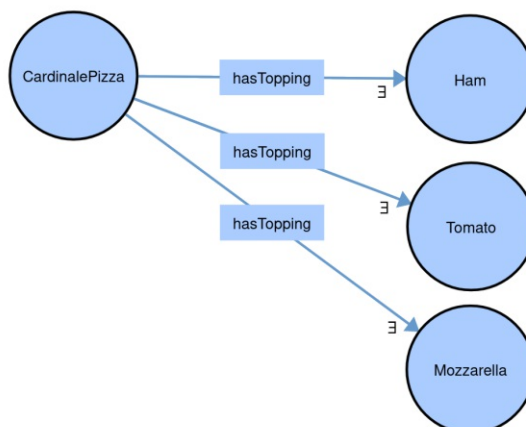 CardinalePizza
hasTopping
∃
Ham
hasTopping
∃
Tomato
hasTopping
∃
Mozzarella